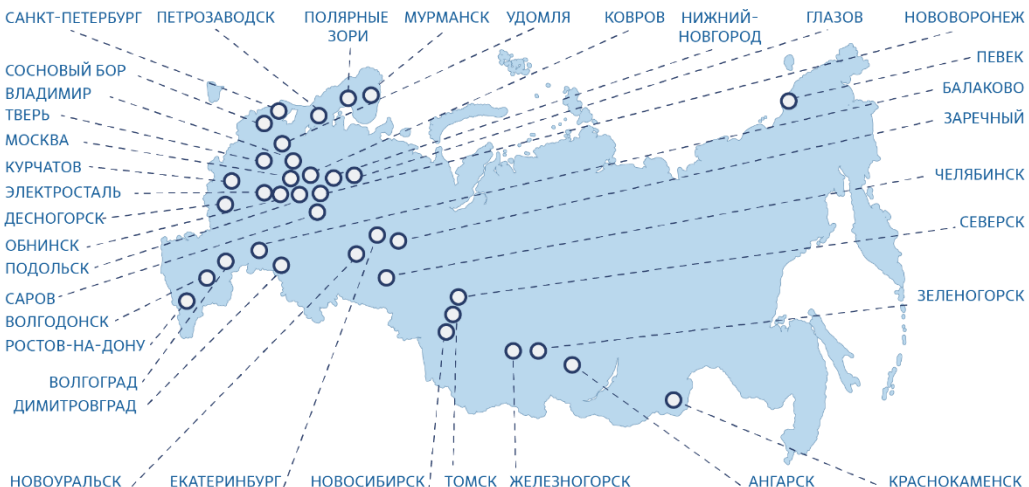 САНКТ-ПЕТЕРБУРГ
ПЕТРОЗАВОДСК
ПОЛЯРНЫЕ
ЗОРИ
МУРМАНСК
УДОМЛЯ
КОВРОВ
НИЖНИЙ-
НОВГОРОД
ГЛАЗОВ
НОВОВОРОНЕЖ
ПЕВЕК
БАЛАКОВО
ЗАРЕЧНЫЙ
ЧЕЛЯБИНСК
СЕВЕРСК
ЗЕЛЕНОГОРСК
СОСНОВЫЙ БОР
ВЛАДИМИР
ТВЕРЬ
МОСКВА
КУРЧАТОВ
ЭЛЕКТРОСТАЛЬ
ДЕСНОГОРСК
ОБНИНСК
ПОДОЛЬСК
САРОВ
ВОЛГОДОНСК
РОСТОВ-НА-ДОНУ
ВОЛГОГРАД
ДИМИТРОВГРАД
НОВОУРАЛЬСК
ЕКАТЕРИНБУРГ
НОВОСИБИРСК
ТОМСК
ЖЕЛЕЗНОГОРСК
АНГАРСК
КРАСНОКАМЕНСК